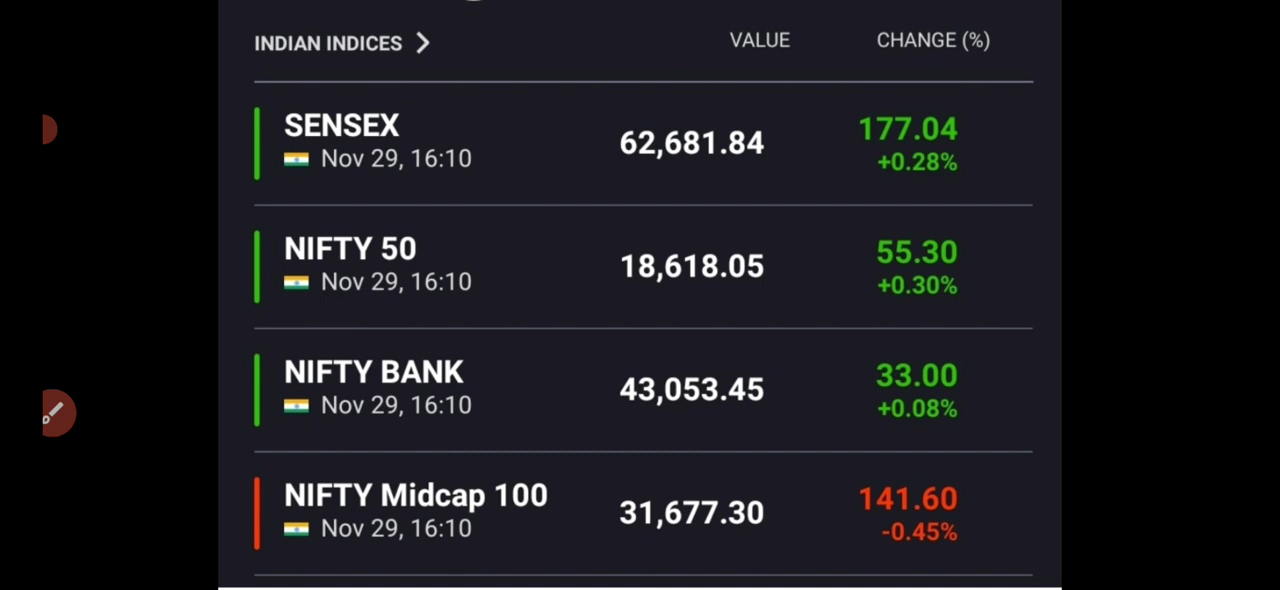 INDIAN INDICES VALUE CHANGE (%)
SENSEX
Nov 29, 16:10
62,681.84
177.04
+0.28%
NIFTY 50
Nov 29, 16:10
18,618.05
55.30
+0.30%
NIFTY BANK
Nov 29, 16:10
43,053.45
33.00
+0.08%
NIFTY Midcap 100
Nov 29, 16:10
31,677.30
141.60
-0.45%